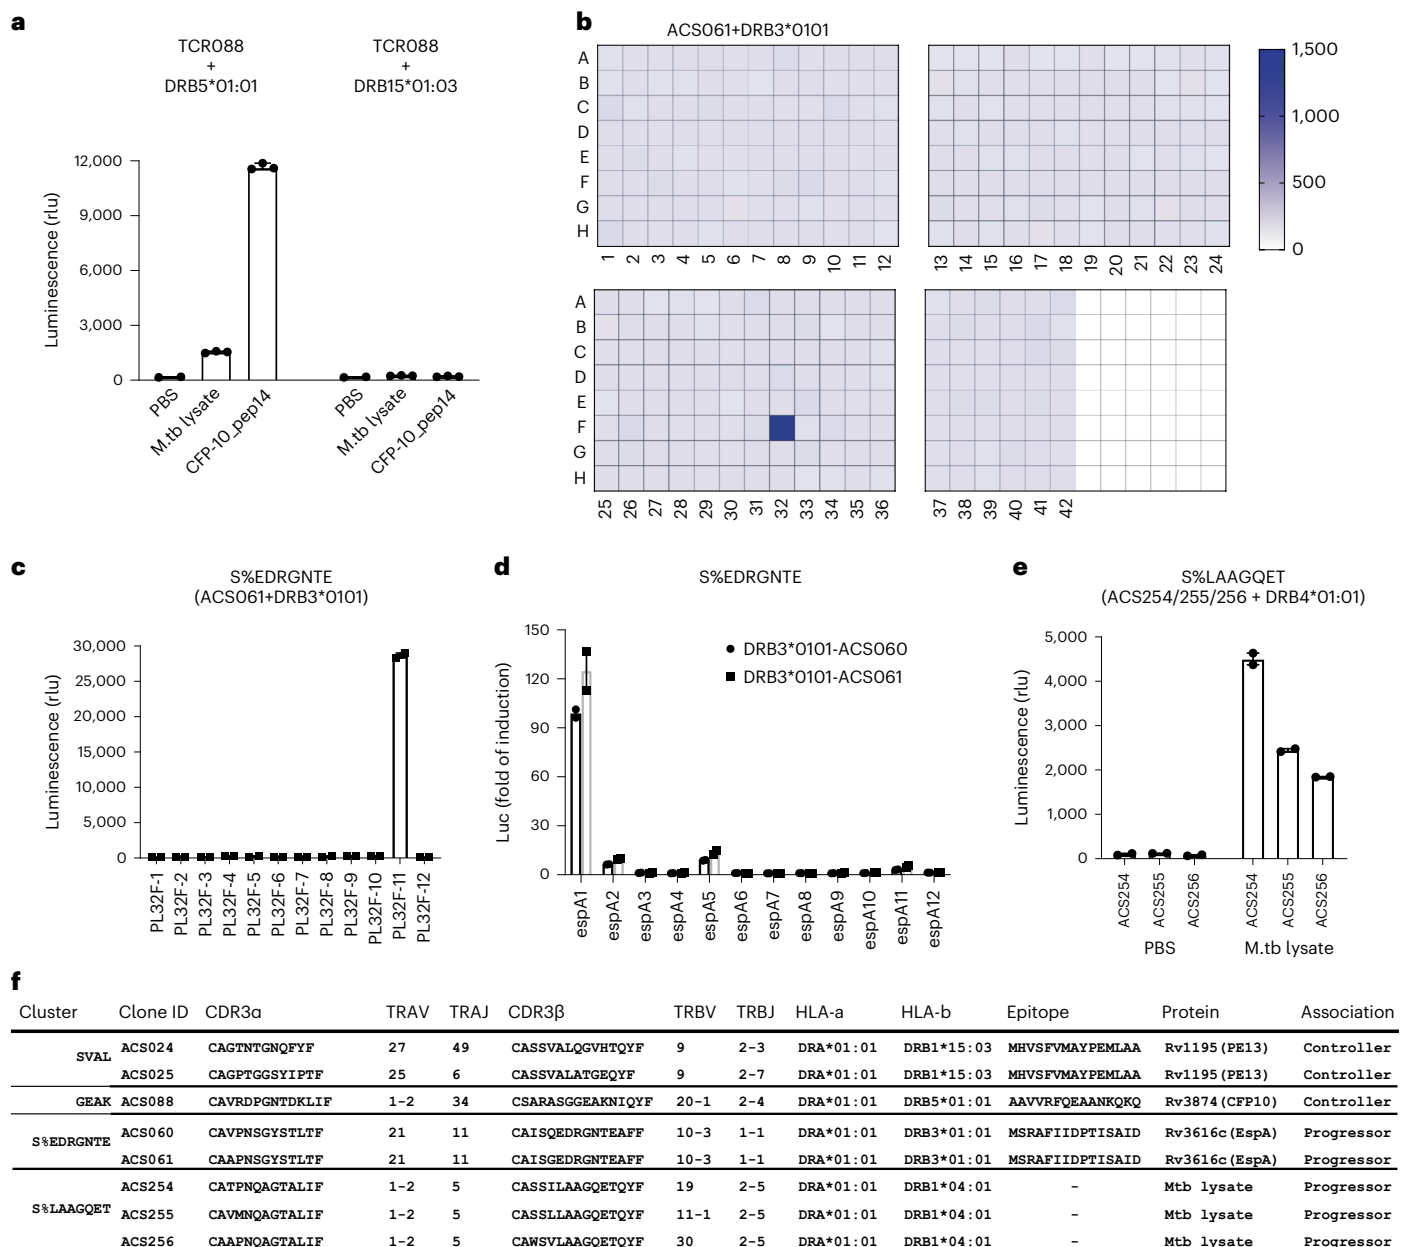 a
TCR088
+
DRB5*01:01
TCR088
+
DRB15*01:03
Luminescence (rlu)
12,000
9,000
6,000
3,000
0
PBS
M.tb lysate
CFP-10_pep14
PBS
M.tb lysate
CFP-10_pep14
b
ACS061+DRB3*0101
A
B
C
D
E
F
G
H
1 2 3 4 5 6 7 8 9 10 11 12
13 14 15 16 17 18 19 20 21 22 23 24
1,500
1,000
500
0
A
B
C
D
E
F
G
H
25 26 27 28 29 30 31 32 33 34 35 36
37 38 39 40 41 42
c
S%EDRGNTE
(ACS061+DRB3*0101)
Luminescence (rlu)
30,000
25,000
20,000
15,000
10,000
5,000
0
PL32F-1
PL32F-2
PL32F-3
PL32F-4
PL32F-5
PL32F-6
PL32F-7
PL32F-8
PL32F-9
PL32F-10
PL32F-11
PL32F-12
d
S%EDRGNTE
Luc (fold of induction)
150
120
90
60
30
0
DRB3*0101-ACS060
DRB3*0101-ACS061
espA1
espA2
espA3
espA4
espA5
espA6
espA7
espA8
espA9
espA10
espA11
espA12
e
S%LAAGQET
(ACS254/255/256 + DRB4*01:01)
Luminescence (rlu)
5,000
4,000
3,000
2,000
1,000
0
ACS254
ACS255
ACS256
ACS254
ACS255
ACS256
PBS
M.tb lysate
f
Cluster Clone ID CDR3α TRAV TRAJ CDR3β TRBV TRBJ HLA-a HLA-b Epitope Protein Association
SVAL ACS024 CAGTNTGNQFYF 27 49 CASSVALQGVHTQYF 9 2-3 DRA*01:01 DRB1*15:03 MHVSFVMAYPEMLAA Rv1195(PE13) Controller
ACS025 CAGPTGGSYIPTF 25 6 CASSVALATGEQYF 9 2-7 DRA*01:01 DRB1*15:03 MHVSFVMAYPEMLAA Rv1195(PE13) Controller
GEAK ACS088 CAVRDPGNTDKLIF 1-2 34 CSARASGGEAKNIQYF 20-1 2-4 DRA*01:01 DRB5*01:01 AAVVRFQEAANKQKQ Rv3874(CFP10) Controller
S%EDRGNTE ACS060 CAVPNSGYSTLTF 21 11 CAISQEDRGNTEAFF 10-3 1-1 DRA*01:01 DRB3*01:01 MSRAFIIDPTISAID Rv3616c(EspA) Progressor
ACS061 CAAPNSGYSTLTF 21 11 CAISGEDRGNTEAFF 10-3 1-1 DRA*01:01 DRB3*01:01 MSRAFIIDPTISAID Rv3616c(EspA) Progressor
S%LAAGQET ACS254 CATPNQAGTALIF 1-2 5 CASSILAAGQETQYF 19 2-5 DRA*01:01 DRB1*04:01 - Mtb lysate Progressor
ACS255 CAVMNQAGTALIF 1-2 5 CASSLLAAGQETQYF 11-1 2-5 DRA*01:01 DRB1*04:01 - Mtb lysate Progressor
ACS256 CAAPNQAGTALIF 1-2 5 CAWSVLAAGQETQYF 30 2-5 DRA*01:01 DRB1*04:01 - Mtb lysate Progressor